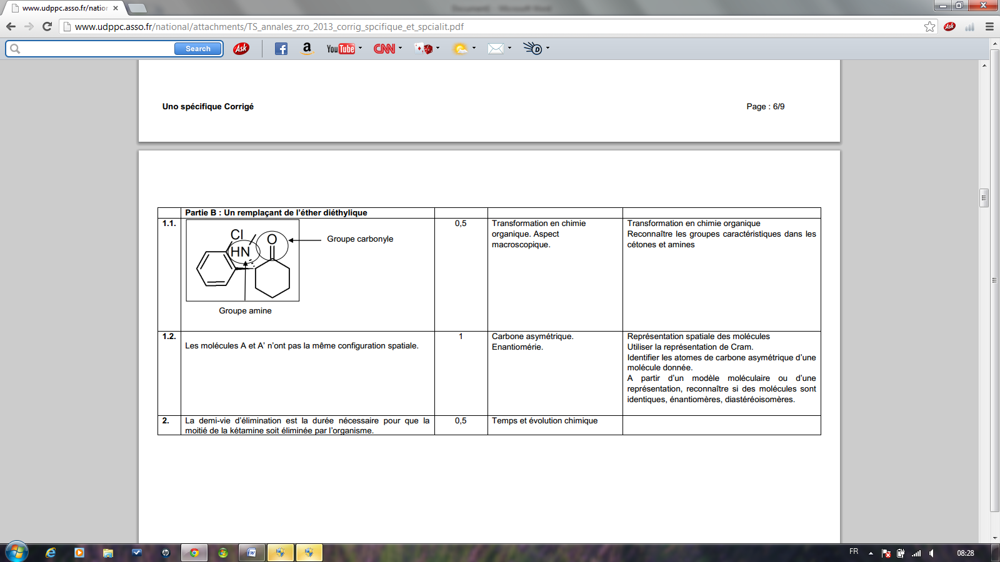 www.udppc.asso.fr/nation
www.udppc.asso.fr/national/attachments/TS_annales_zro_2013_corrig_spcifique_et_spcialit.pdf
Ask
Search
Ask
f
a
YouTube
CNN
D
Uno spécifique Corrigé
Page : 6/9
Partie B : Un remplaçant de l'éther diéthylique
1.1.
Cl
O
HN
Groupe carbonyle
Groupe amine
0,5
Transformation en chimie
organique. Aspect
macroscopique.
Transformation en chimie organique
Reconnaître les groupes caractéristiques dans les
cétones et amines
1.2.
Les molécules A et A' n'ont pas la même configuration spatiale.
1
Carbone asymétrique.
Enantiomérie.
Représentation spatiale des molécules
Utiliser la représentation de Cram.
Identifier les atomes de carbone asymétrique d'une
molécule donnée.
A partir d'un modèle moléculaire ou d'une
représentation, reconnaître si des molécules sont
identiques, énantiomères, diastéréoisomères.
2.
La demi-vie d'élimination est la durée nécessaire pour que la
moitié de la kétamine soit éliminée par l'organisme.
0,5
Temps et évolution chimique
FR
08:28